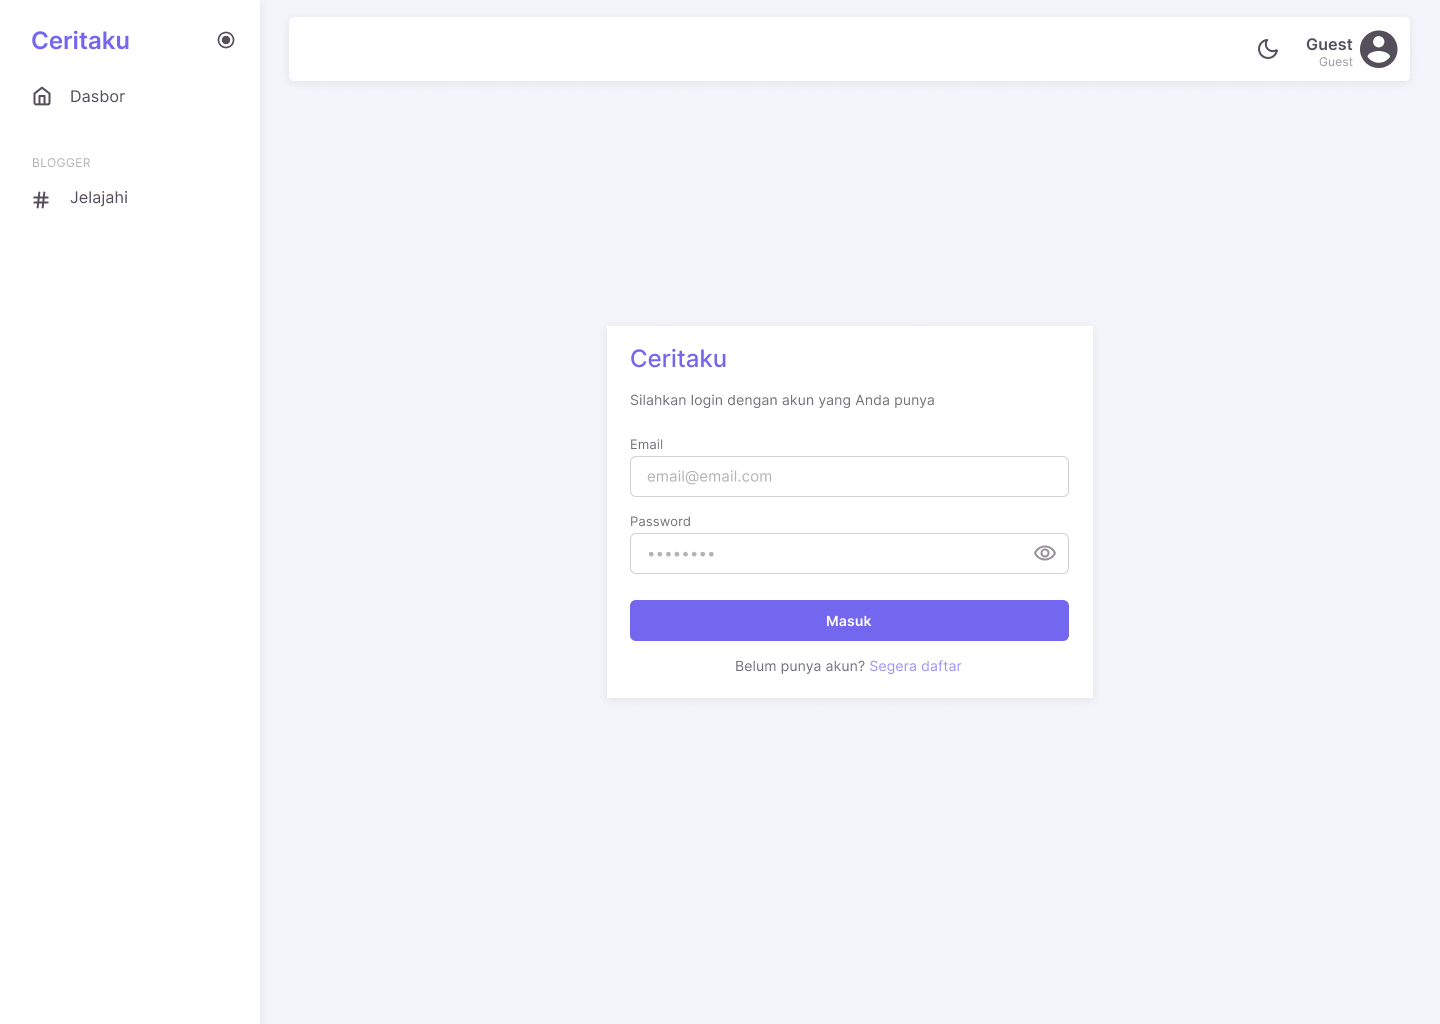 Ceritaku
Dasbor
BLOGGER
Jelajahi
Guest
Guest
Ceritaku
Silahkan login dengan akun yang Anda punya
Email
email@email.com
Password
••••••••
Masuk
Belum punya akun? Segera daftar